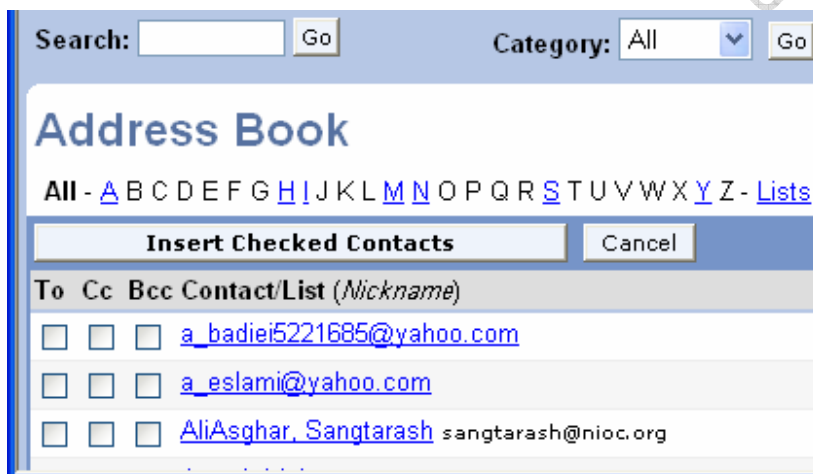 Search: Go Category: All Go
Address Book
All - A B C D E F G H I J K L M N O P Q R S T U V W X Y Z - Lists
Insert Checked Contacts Cancel
To Cc Bcc Contact/List (Nickname)
a_badiei5221685@yahoo.com
a_eslami@yahoo.com
AliAsghar, Sangtarash sangtarash@nioc.org